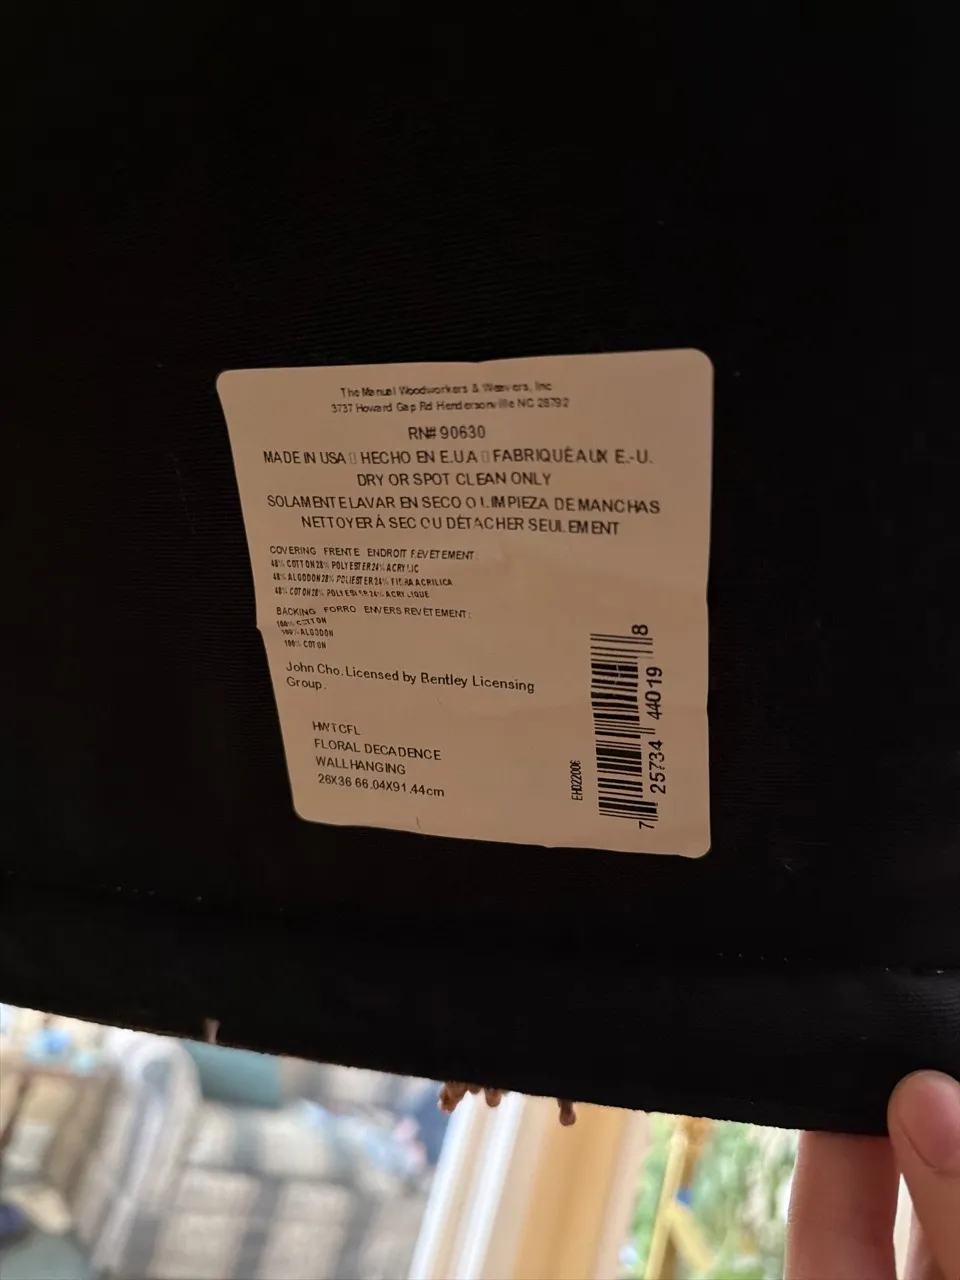 The Manual Woodworkers & Weavers, Inc
3737 Howard Gap Rd Hendersonville NC 28792
RN# 90630
MADE IN USA ▯ HECHO EN E.U.A ▯ FABRIQUÉ AUX E.-U.
DRY OR SPOT CLEAN ONLY
SOLAMENTE LAVAR EN SECO O LIMPIEZA DE MANCHAS
NETTOYER À SEC OU DÉTACHER SEULEMENT
COVERING FRENTE ENDROIT REVETEMENT:
48% COTTON 28% POLYESTER 24% ACRYLIC
48% ALGODON 28% POLIESTER 24% FIBRA ACRILICA
48% COTON 28% POLYESTER 24% ACRYLIQUE
BACKING FORRO ENVERS REVETEMENT:
100% COTTON
100% ALGODON
100% COTON
John Cho. Licensed by Bentley Licensing
Group.
HWTCFL
FLORAL DECADENCE
WALLHANGING
26X36 66.04X91.44cm
EH022006
7 25734 44019 8